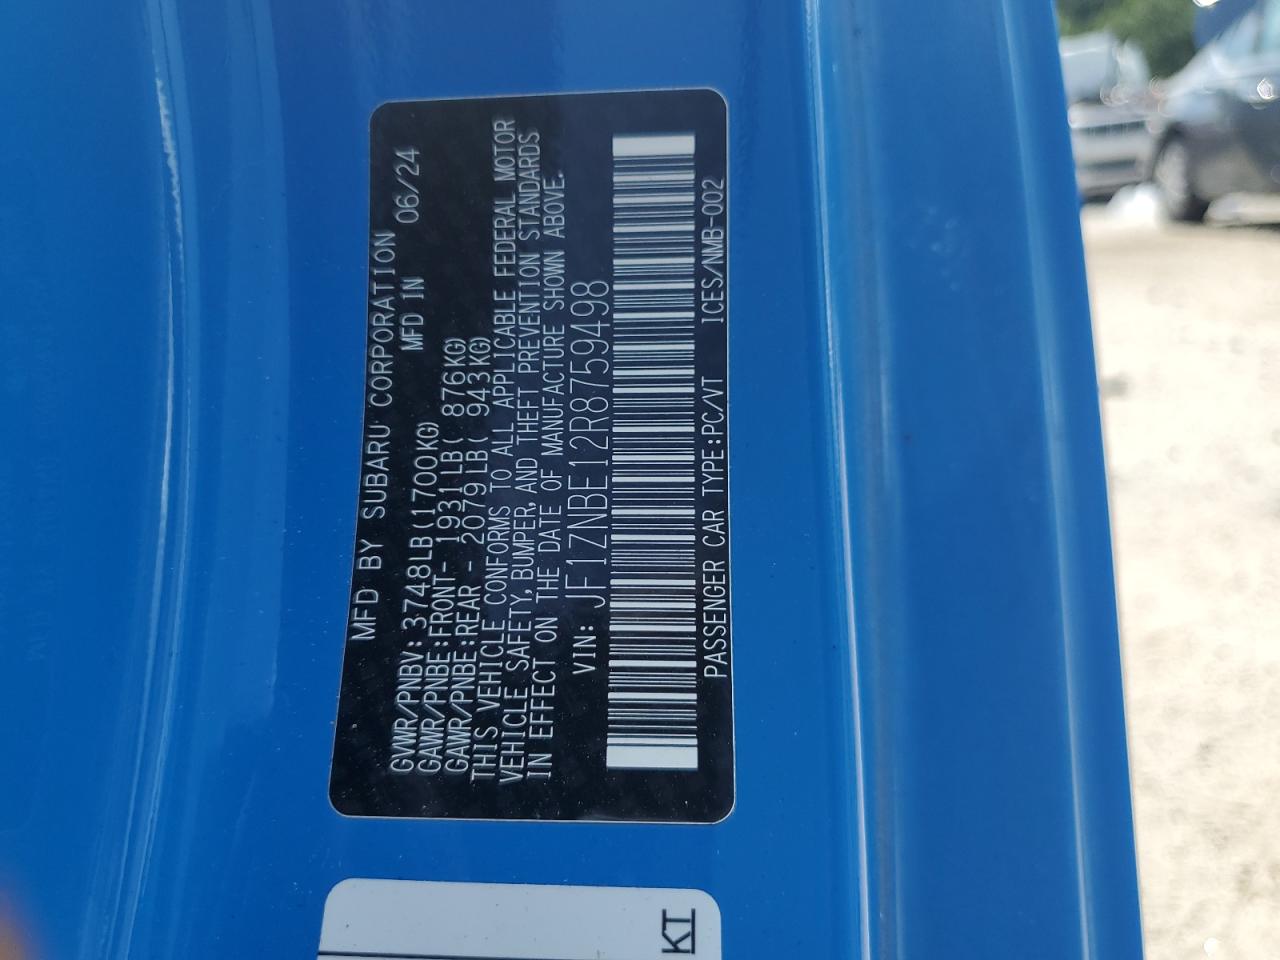 MFD BY SUBARU CORPORATION
MFD IN 06/24
GVWR/PNBV: 3748LB(1700KG)
GAWR/PNBE:FRONT- 1931LB( 876KG)
GAWR/PNBE:REAR - 2079LB( 943KG)
THIS VEHICLE CONFORMS TO ALL APPLICABLE FEDERAL MOTOR
VEHICLE SAFETY, BUMPER, AND THEFT PREVENTION STANDARDS
IN EFFECT ON THE DATE OF MANUFACTURE SHOWN ABOVE.
VIN: JF1ZNBE12R8759498
PASSENGER CAR TYPE:PC/VT ICES/NMB-002
KI